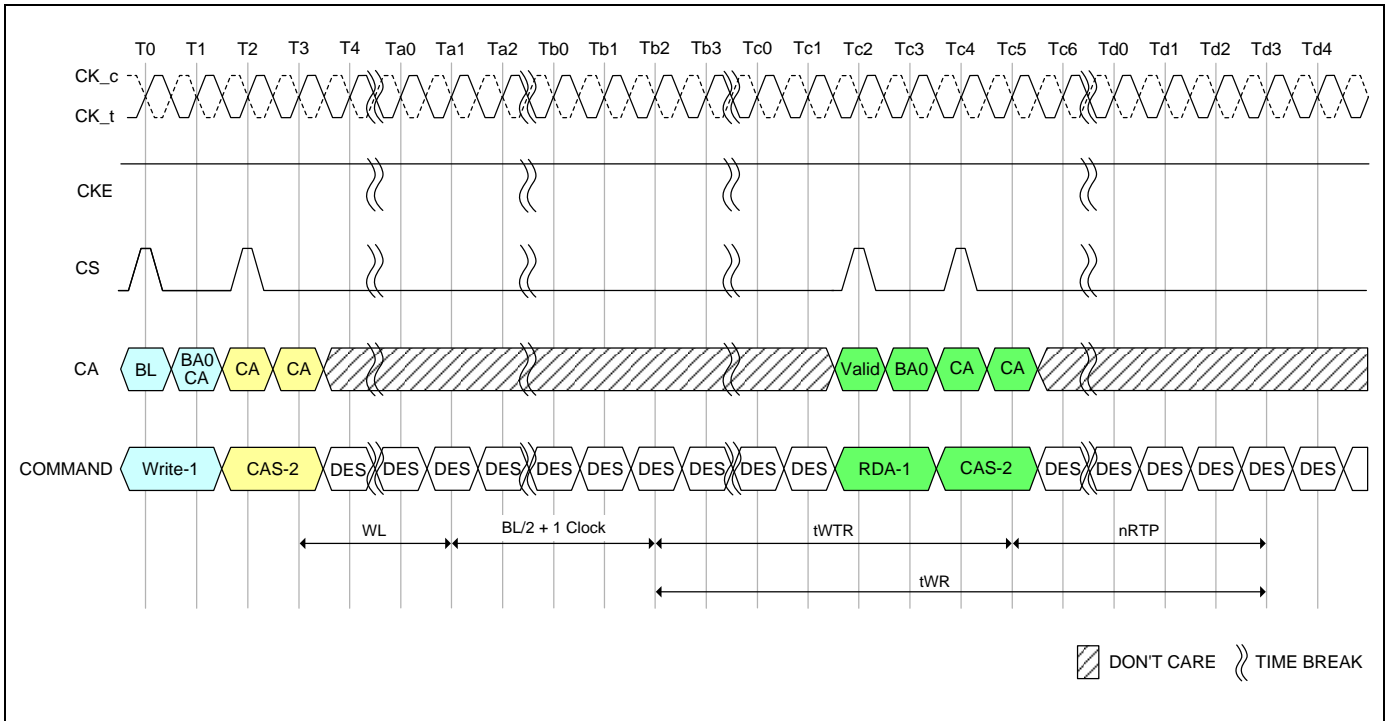 T0 T1 T2 T3 T4 Ta0 Ta1 Ta2 Tb0 Tb1 Tb2 Tb3 Tc0 Tc1 Tc2 Tc3 Tc4 Tc5 Tc6 Td0 Td1 Td2 Td3 Td4
CK_c
CK_t
CKE
CS
CA BL BA0 CA CA CA Valid BA0 CA CA
COMMAND Write-1 CAS-2 DES DES DES DES DES DES DES DES DES DES RDA-1 CAS-2 DES DES DES DES DES DES
WL BL/2 + 1 Clock tWTR nRTP
tWR
DON'T CARE TIME BREAK